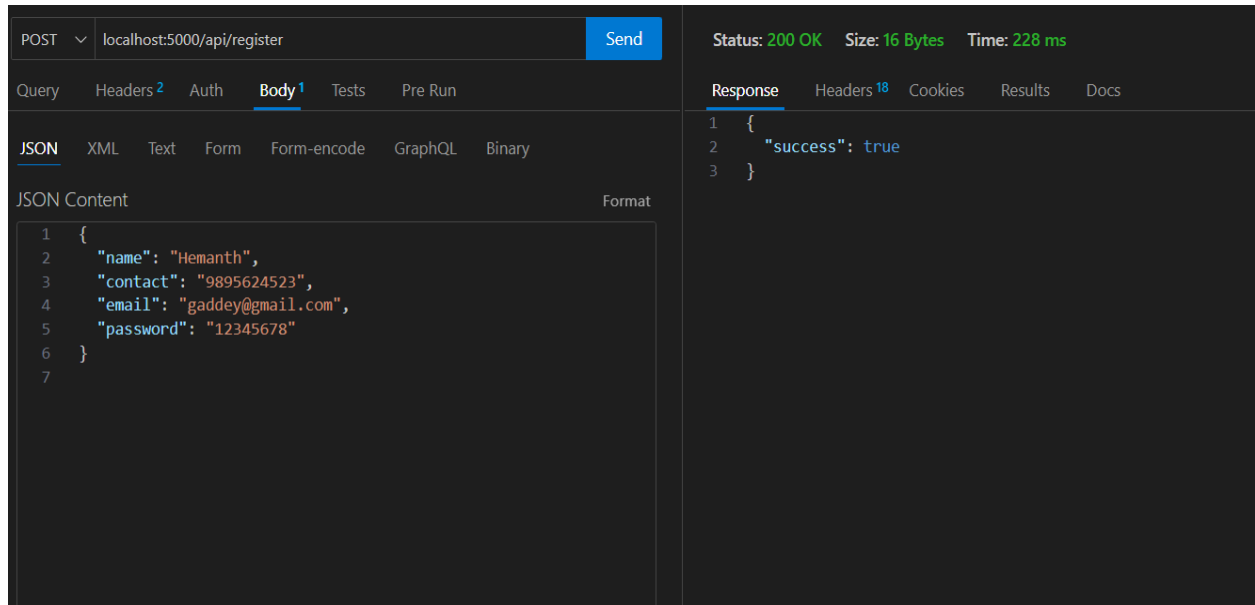 POST localhost:5000/api/register Send
Query Headers 2 Auth Body 1 Tests Pre Run
JSON XML Text Form Form-encode GraphQL Binary
JSON Content Format
1 {
2 "name": "Hemanth",
3 "contact": "9895624523",
4 "email": "gaddey@gmail.com",
5 "password": "12345678"
6 }
7
Status: 200 OK Size: 16 Bytes Time: 228 ms
Response Headers 18 Cookies Results Docs
1 {
2 "success": true
3 }